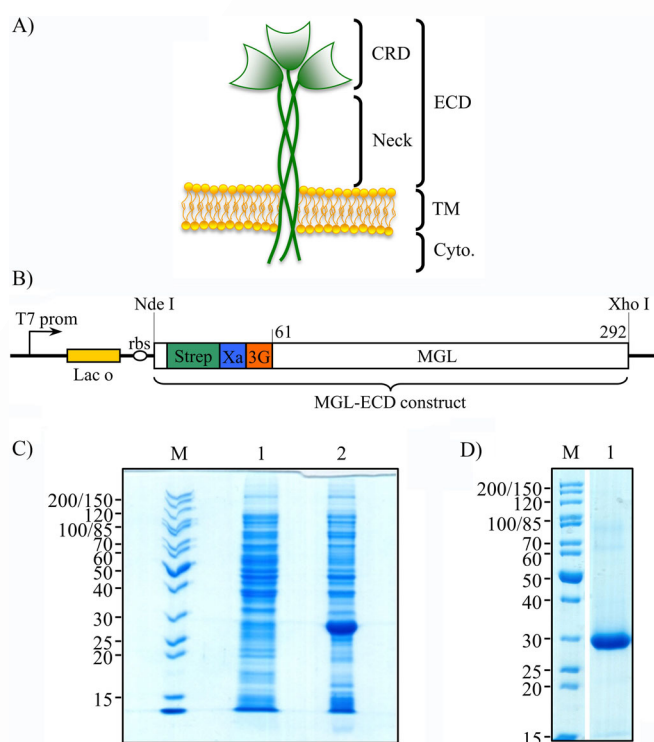 A)
CRD
ECD
Neck
TM
Cyto.
B)
Nde I
Xho I
T7 prom
rbs
61
292
Strep
Xa
3G
MGL
Lac o
MGL-ECD construct
C)
M
1
2
200/150
120
100/85
70
60
50
40
30
25
20
15
D)
M
1
200/150
120
100/85
70
60
50
40
30
25
20
15